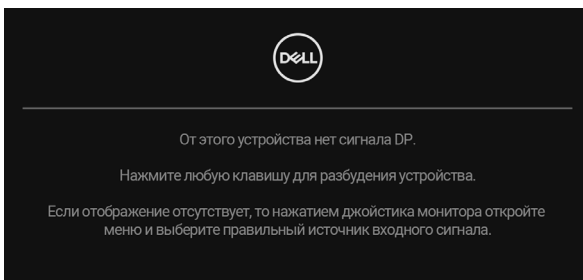 DELL
От этого устройства нет сигнала DP.
Нажмите любую клавишу для разбудения устройства.
Если отображение отсутствует, то нажатием джойстика монитора откройте
меню и выберите правильный источник входного сигнала.